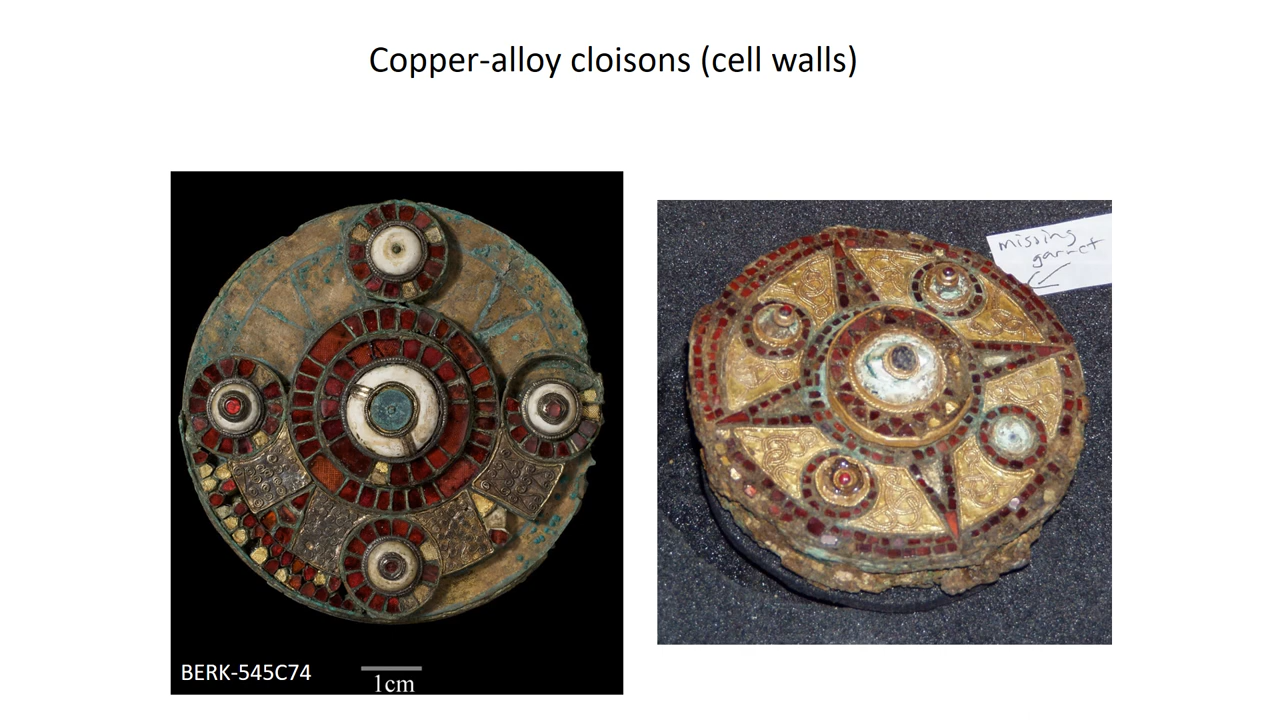 Copper-alloy cloisons (cell walls)
missing
garnet
BERK-545C74
1cm